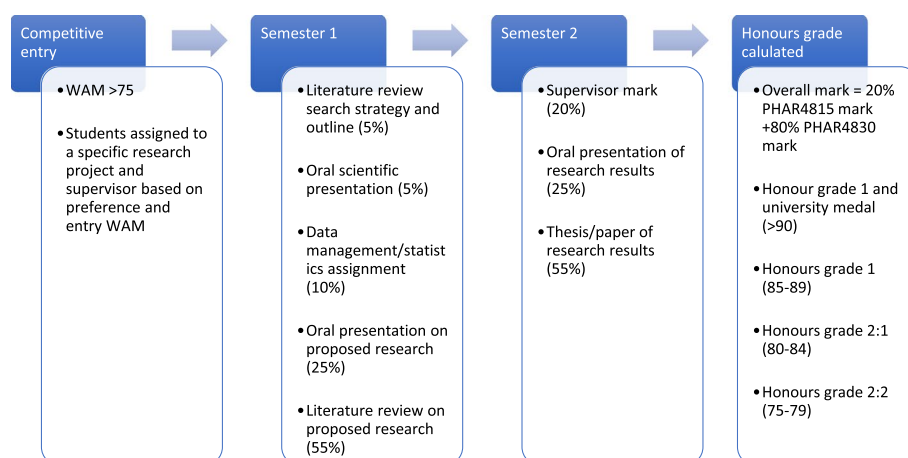 Competitive
entry
•WAM >75
•Students assigned to
a specific research
project and
supervisor based on
preference and
entry WAM
Semester 1
•Literature review
search strategy and
outline (5%)
•Oral scientific
presentation (5%)
•Data
management/statist
ics assignment
(10%)
•Oral presentation on
proposed research
(25%)
•Literature review on
proposed research
(55%)
Semester 2
•Supervisor mark
(20%)
•Oral presentation of
research results
(25%)
•Thesis/paper of
research results
(55%)
Honours grade
calulated
•Overall mark = 20%
PHAR4815 mark
+80% PHAR4830
mark
•Honour grade 1 and
university medal
(>90)
•Honours grade 1
(85-89)
•Honours grade 2:1
(80-84)
•Honours grade 2:2
(75-79)